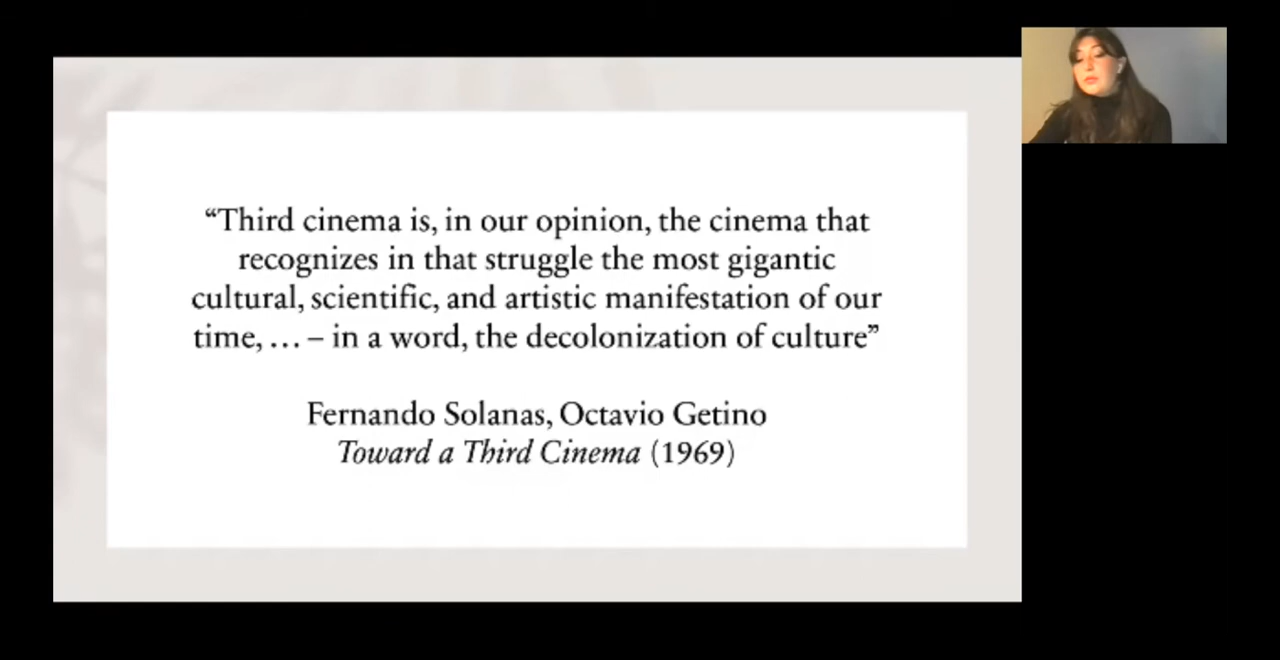 “Third cinema is, in our opinion, the cinema that
recognizes in that struggle the most gigantic
cultural, scientific, and artistic manifestation of our
time, … – in a word, the decolonization of culture”
Fernando Solanas, Octavio Getino
Toward a Third Cinema (1969)